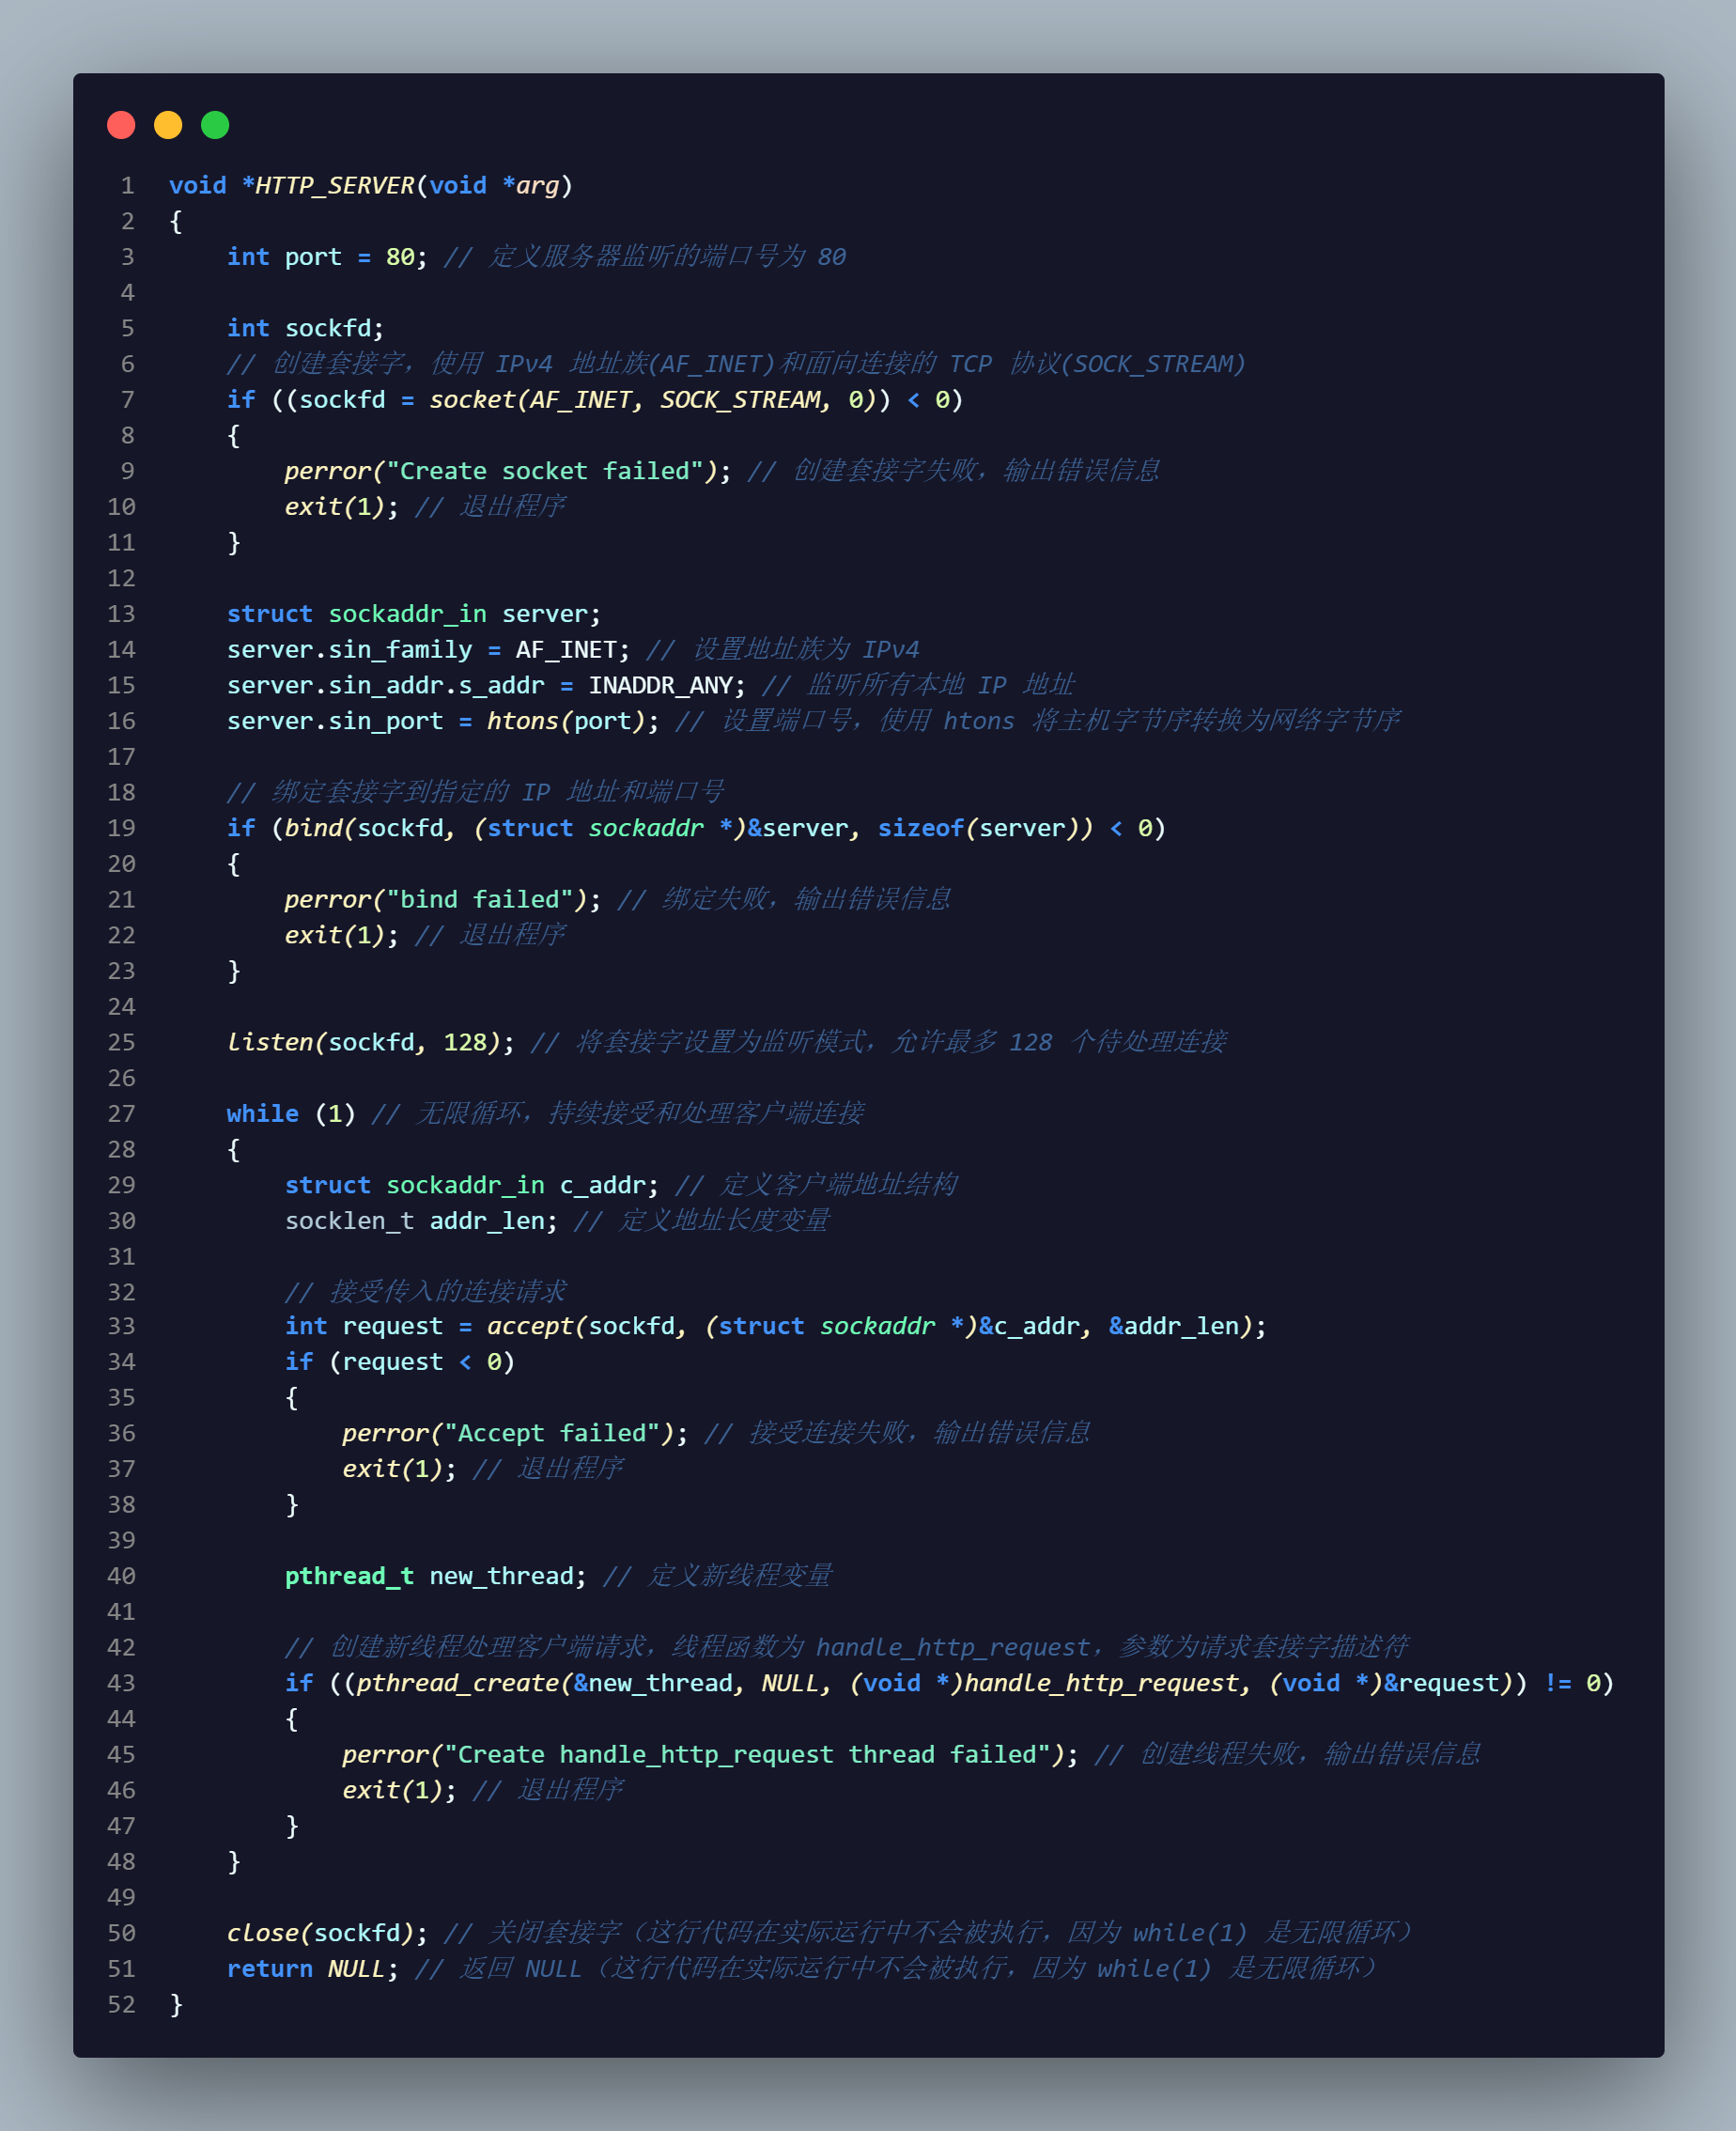 1 void *HTTP_SERVER(void *arg)
2 {
3     int port = 80; // 定义服务器监听的端口号为 80
4
5     int sockfd;
6     // 创建套接字，使用 IPv4 地址族(AF_INET)和面向连接的 TCP 协议(SOCK_STREAM)
7     if ((sockfd = socket(AF_INET, SOCK_STREAM, 0)) < 0)
8     {
9         perror("Create socket failed"); // 创建套接字失败，输出错误信息
10         exit(1); // 退出程序
11     }
12
13     struct sockaddr_in server;
14     server.sin_family = AF_INET; // 设置地址族为 IPv4
15     server.sin_addr.s_addr = INADDR_ANY; // 监听所有本地 IP 地址
16     server.sin_port = htons(port); // 设置端口号，使用 htons 将主机字节序转换为网络字节序
17
18     // 绑定套接字到指定的 IP 地址和端口号
19     if (bind(sockfd, (struct sockaddr *)&server, sizeof(server)) < 0)
20     {
21         perror("bind failed"); // 绑定失败，输出错误信息
22         exit(1); // 退出程序
23     }
24
25     listen(sockfd, 128); // 将套接字设置为监听模式，允许最多 128 个待处理连接
26
27     while (1) // 无限循环，持续接受和处理客户端连接
28     {
29         struct sockaddr_in c_addr; // 定义客户端地址结构
30         socklen_t addr_len; // 定义地址长度变量
31
32         // 接受传入的连接请求
33         int request = accept(sockfd, (struct sockaddr *)&c_addr, &addr_len);
34         if (request < 0)
35         {
36             perror("Accept failed"); // 接受连接失败，输出错误信息
37             exit(1); // 退出程序
38         }
39
40         pthread_t new_thread; // 定义新线程变量
41
42         // 创建新线程处理客户端请求，线程函数为 handle_http_request，参数为请求套接字描述符
43         if ((pthread_create(&new_thread, NULL, (void *)handle_http_request, (void *)&request)) != 0)
44         {
45             perror("Create handle_http_request thread failed"); // 创建线程失败，输出错误信息
46             exit(1); // 退出程序
47         }
48     }
49
50     close(sockfd); // 关闭套接字（这行代码在实际运行中不会被执行，因为 while(1) 是无限循环）
51     return NULL; // 返回 NULL（这行代码在实际运行中不会被执行，因为 while(1) 是无限循环）
52 }